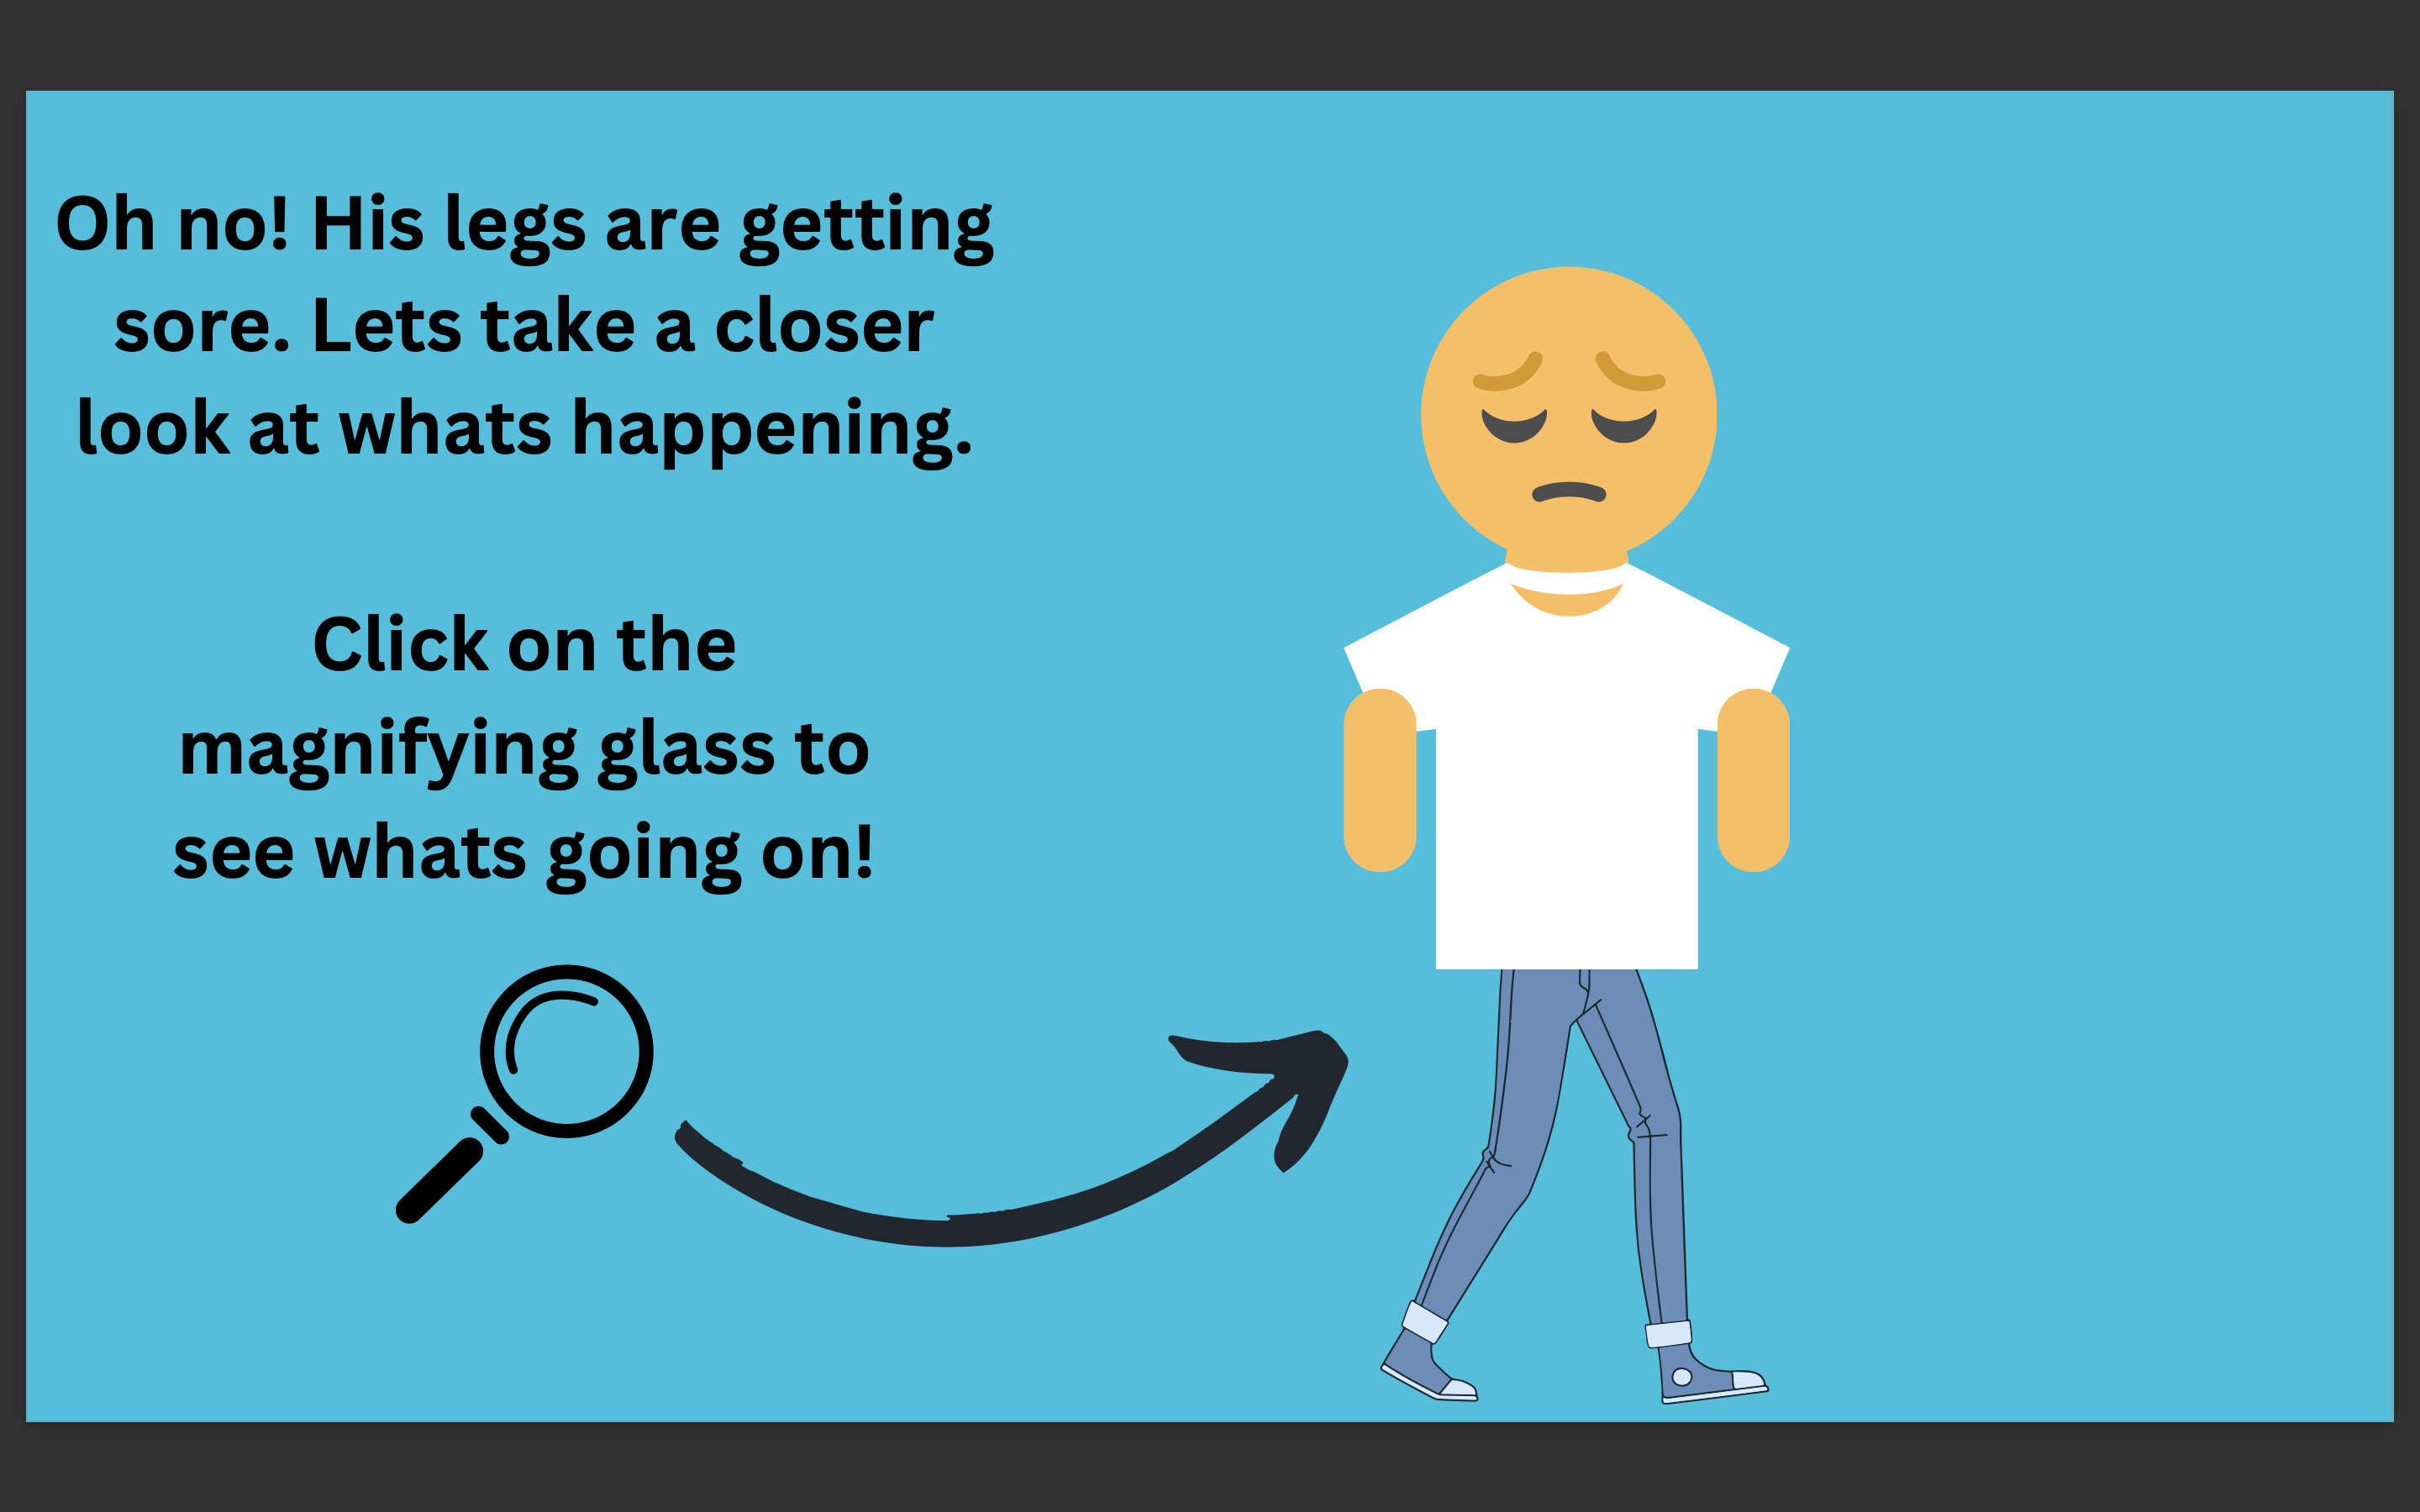 Oh no! His legs are getting
sore. Lets take a closer
look at whats happening.
Click on the
magnifying glass to
see whats going on!